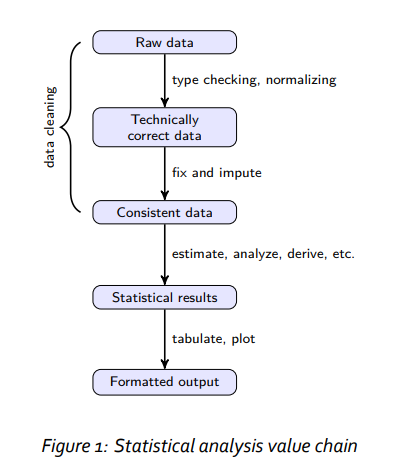 Raw data
type checking, normalizing
data cleaning
Technically
correct data
fix and impute
Consistent data
estimate, analyze, derive, etc.
Statistical results
tabulate, plot
Formatted output
Figure 1: Statistical analysis value chain